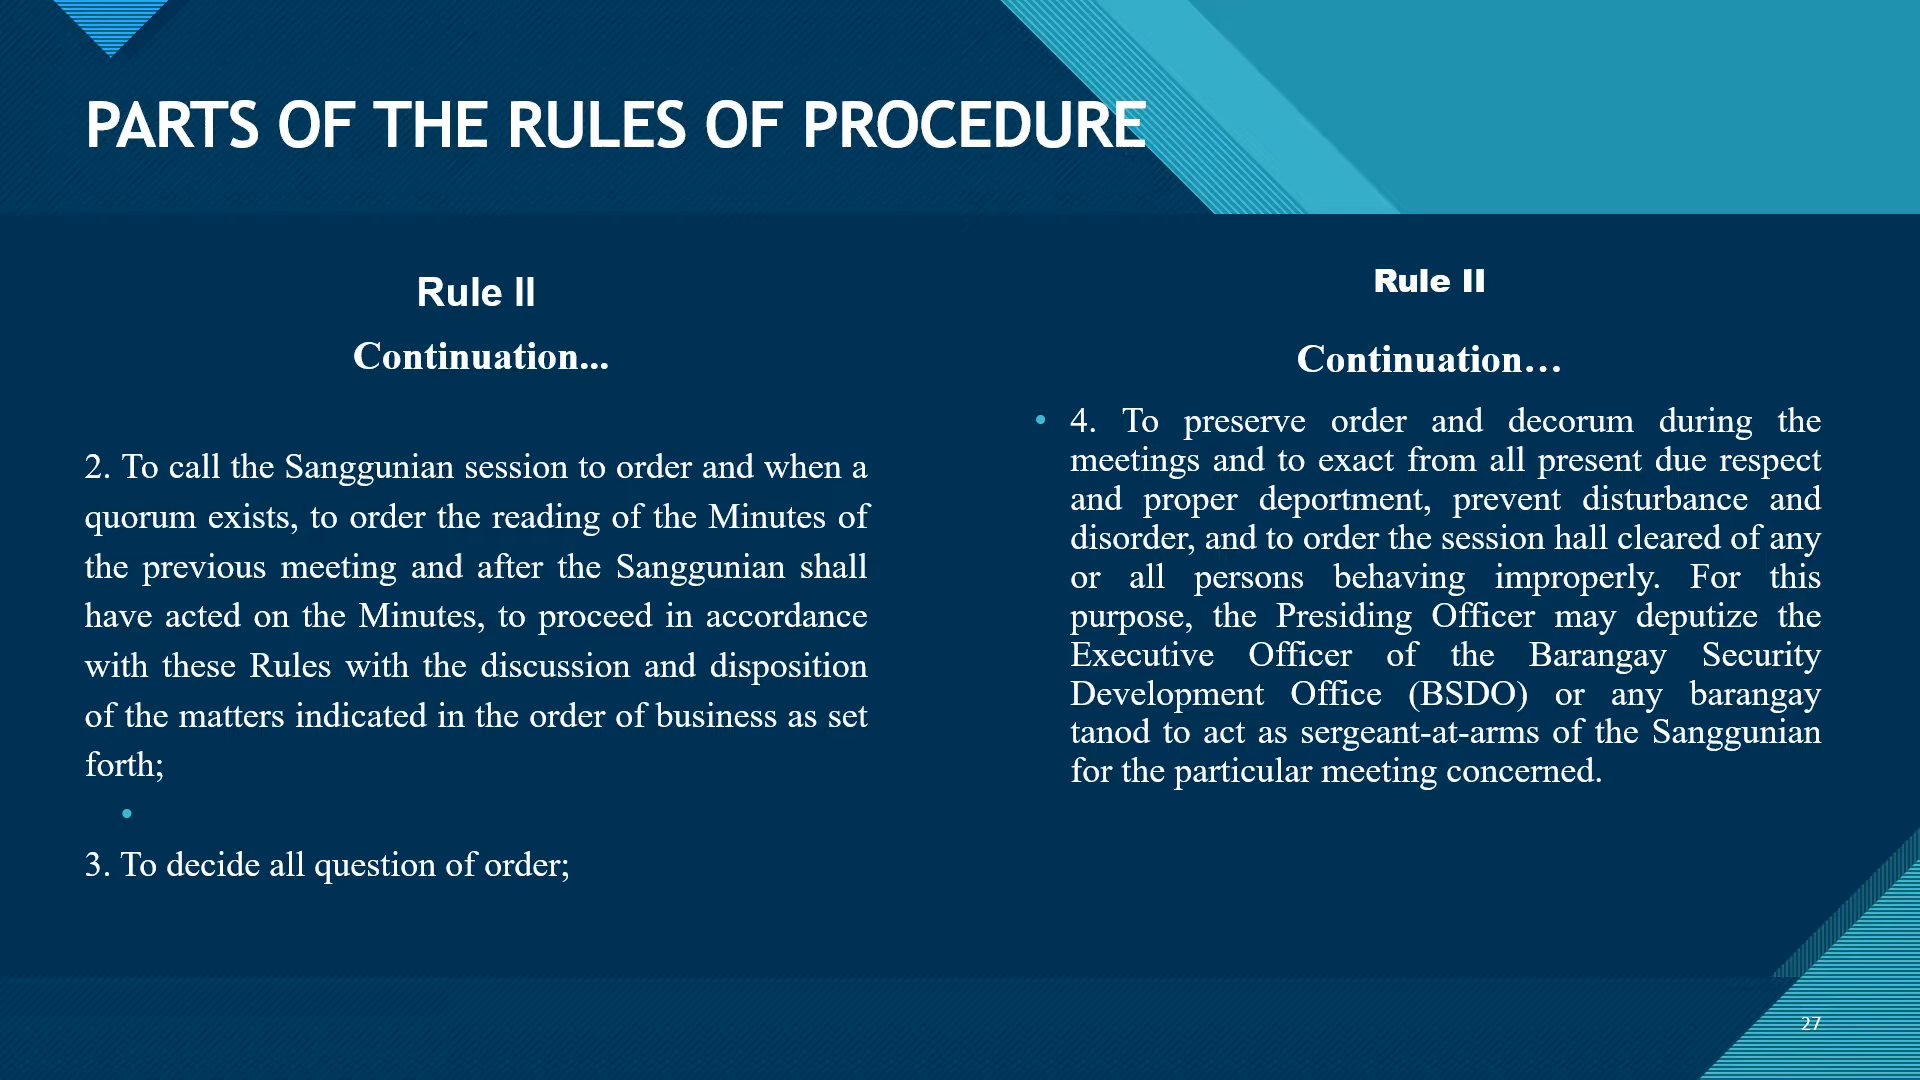 PARTS OF THE RULES OF PROCEDURE
Rule II
Continuation...
2. To call the Sanggunian session to order and when a
quorum exists, to order the reading of the Minutes of
the previous meeting and after the Sanggunian shall
have acted on the Minutes, to proceed in accordance
with these Rules with the discussion and disposition
of the matters indicated in the order of business as set
forth;
•
3. To decide all question of order;
Rule II
Continuation…
• 4. To preserve order and decorum during the
meetings and to exact from all present due respect
and proper deportment, prevent disturbance and
disorder, and to order the session hall cleared of any
or all persons behaving improperly. For this
purpose, the Presiding Officer may deputize the
Executive Officer of the Barangay Security
Development Office (BSDO) or any barangay
tanod to act as sergeant-at-arms of the Sanggunian
for the particular meeting concerned.
27